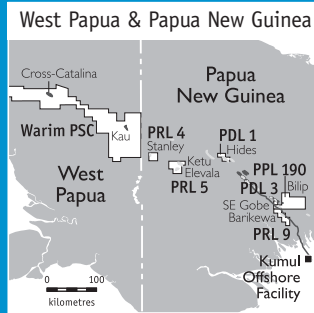 West Papua & Papua New Guinea
Cross-Catalina
Papua
New Guinea
Warim PSC
Kau
PRL 4
Stanley
PDL 1
Hides
Ketu
Elevala
PRL 5
PPL 190
PDL 3
Bilip
West
Papua
SE Gobe
Barikewa
PRL 9
Kumul
Offshore
Facility
0 100
kilometres